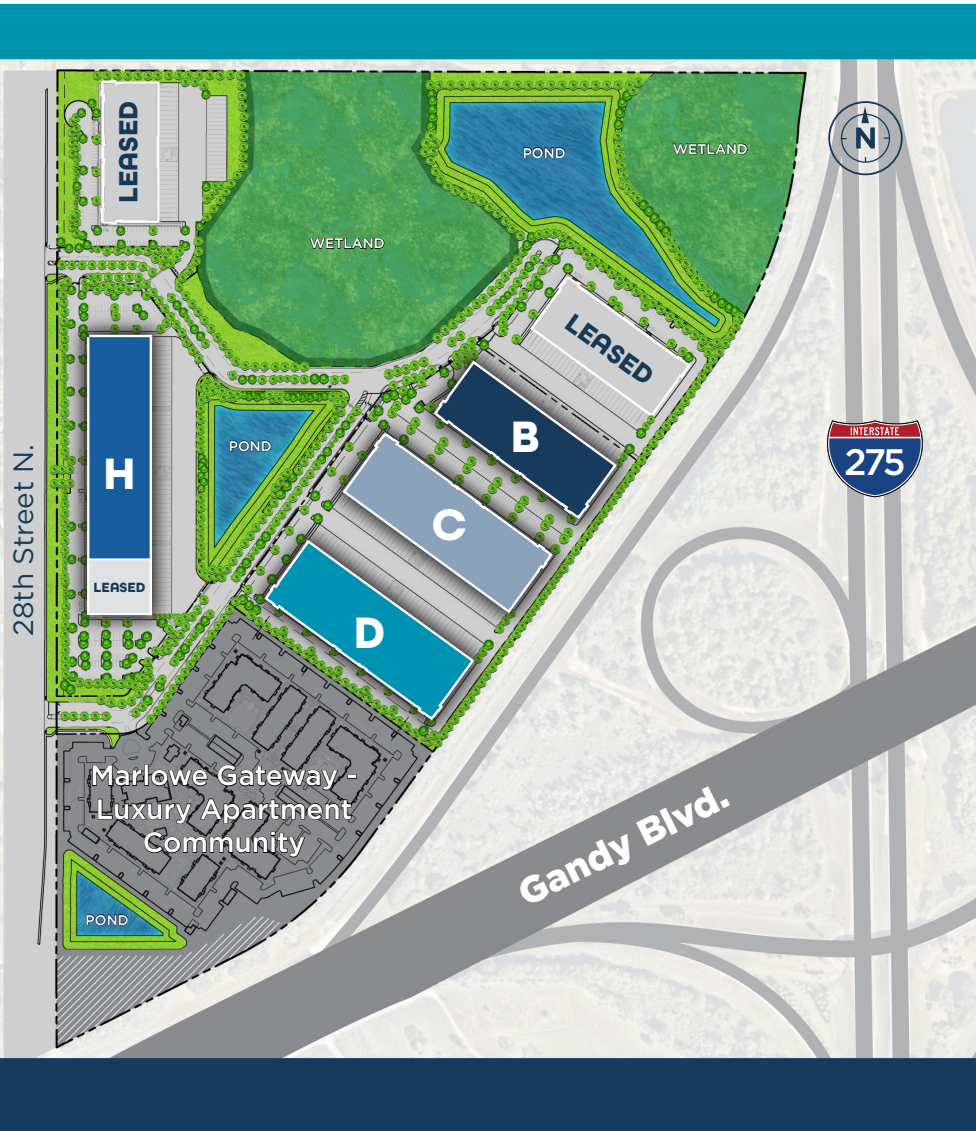 LEASED
POND
WETLAND
N
WETLAND
LEASED
INTERSTATE
275
B
POND
H
28th Street N.
C
LEASED
D
Marlowe Gateway -
Luxury Apartment
Community
Gandy Blvd.
POND